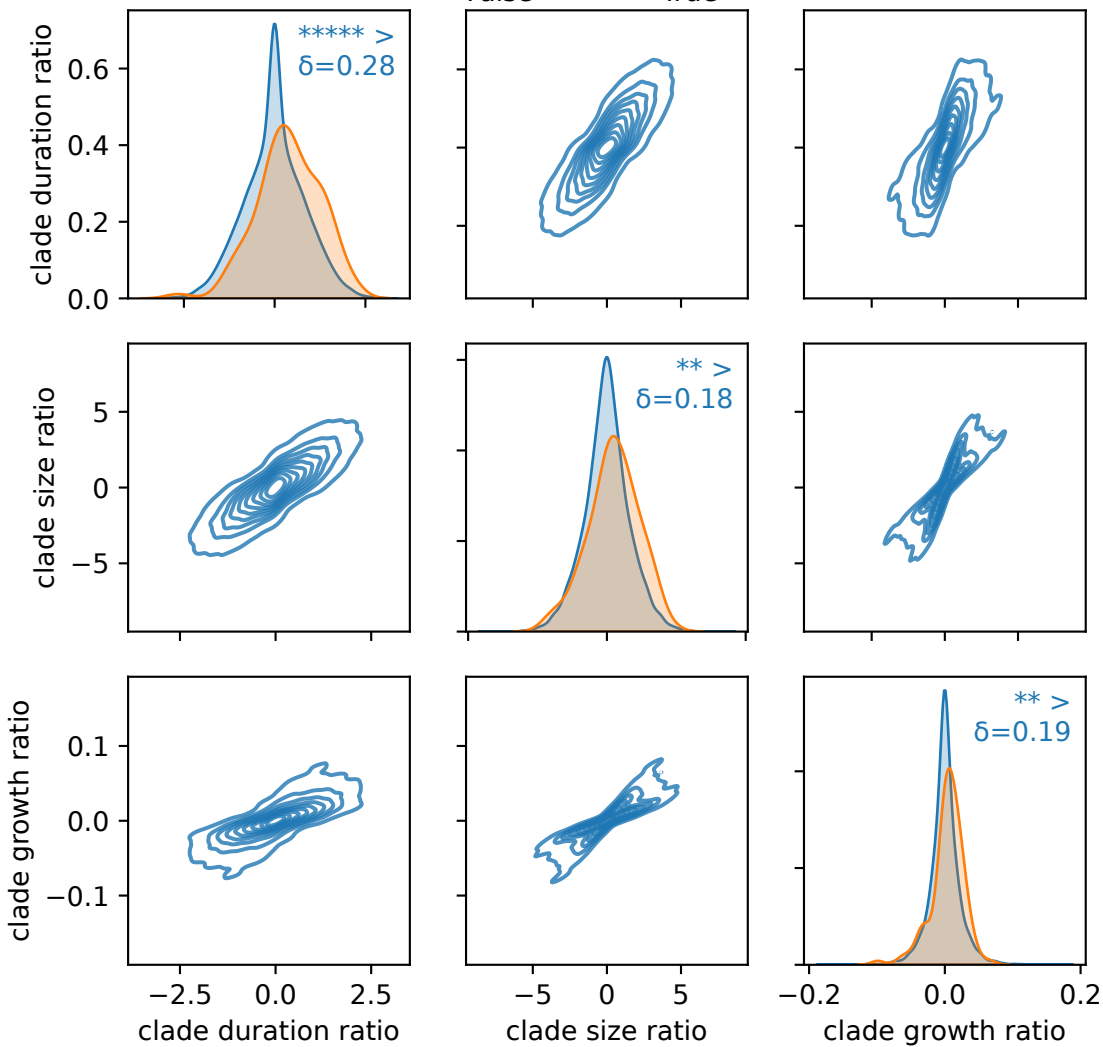 clade duration ratio
0.6
0.4
0.2
0.0
***** >
δ=0.28
clade size ratio
5
0
−5
** >
δ=0.18
clade growth ratio
0.1
0.0
−0.1
** >
δ=0.19
−2.5 0.0 2.5
−5 0 5
−0.2 0.0 0.2
clade duration ratio
clade size ratio
clade growth ratio